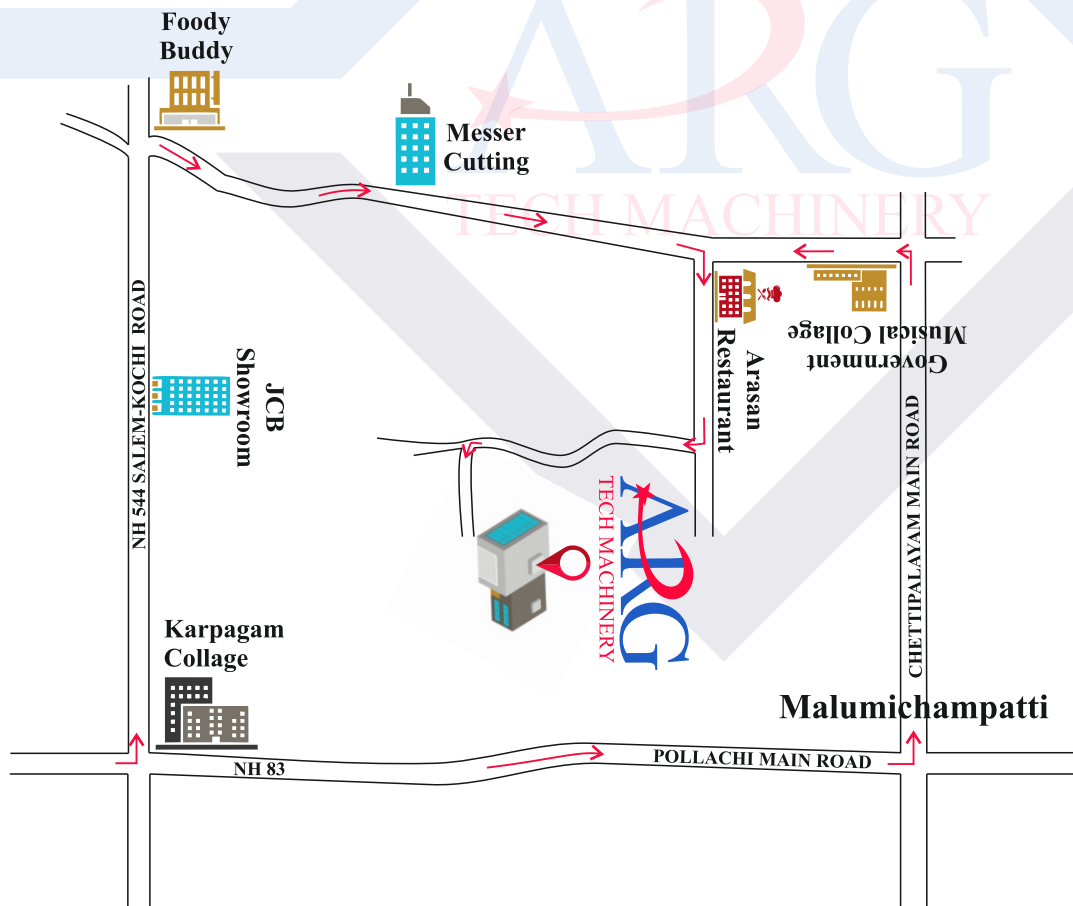 ARG
TECH MACHINERY
Foody
Buddy
Messer
Cutting
NH 544 SALEM-KOCHI ROAD
JCB
Showroom
Arasan
Restaurant
Government
Musical Collage
CHETTIPALAYAM MAIN ROAD
ARG
TECH MACHINERY
Karpagam
Collage
Malumichampatti
NH 83
POLLACHI MAIN ROAD